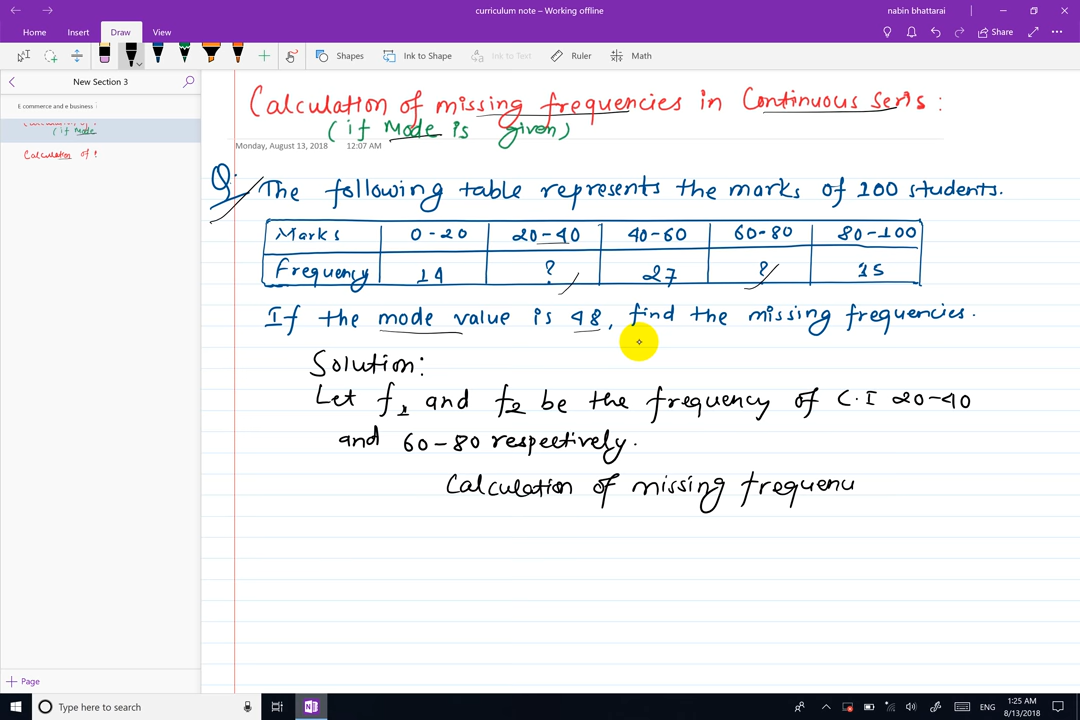 curriculum note – Working offline
nabin bhattarai
Home Insert Draw View
Share
Shapes Ink to Shape Ink to Text Ruler Math
New Section 3
E commerce and e business
(if Mode
Calculation of !
Calculation of missing frequencies in Continuous Seris:
(if Mode is given)
Monday, August 13, 2018 12:07 AM
Q: The following table represents the marks of 100 students.
Marks 0-20 20-40 40-60 60-80 80-100
Frequency 14 ? 27 ? 15
If the mode value is 48, find the missing frequencies.
Solution:
Let f1 and f2 be the frequency of C.I 20-40
and 60-80 respectively.
Calculation of missing frequenu
Page
Type here to search
ENG
1:25 AM
8/13/2018